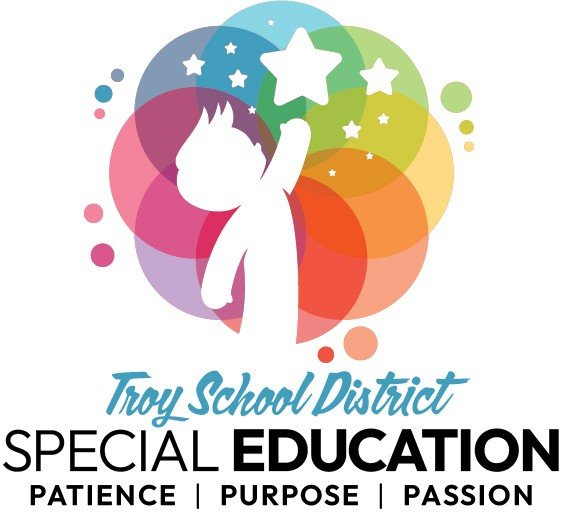 Troy School District
SPECIAL EDUCATION
PATIENCE | PURPOSE | PASSION